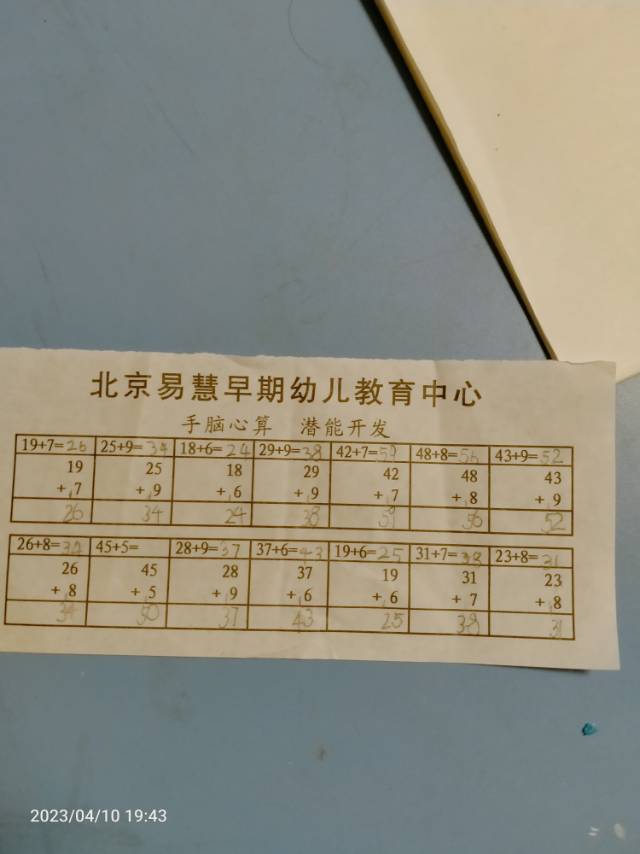 北京易慧早期幼儿教育中心
手脑心算 潜能开发
19+7=26 25+9=34 18+6=24 29+9=38 42+7= 48+8=56 43+9=52
19 25 18 29 42 48 43
+7 +9 +6 +9 +7 +8 +9
26 34 24 38 56 52
26+8= 45+5= 28+9=37 37+6=43 19+6=25 31+7=38 23+8=31
26 45 28 37 19 31 23
+8 +5 +9 +6 +6 +7 +8
34 50 37 43 25 38 31
2023/04/10 19:43